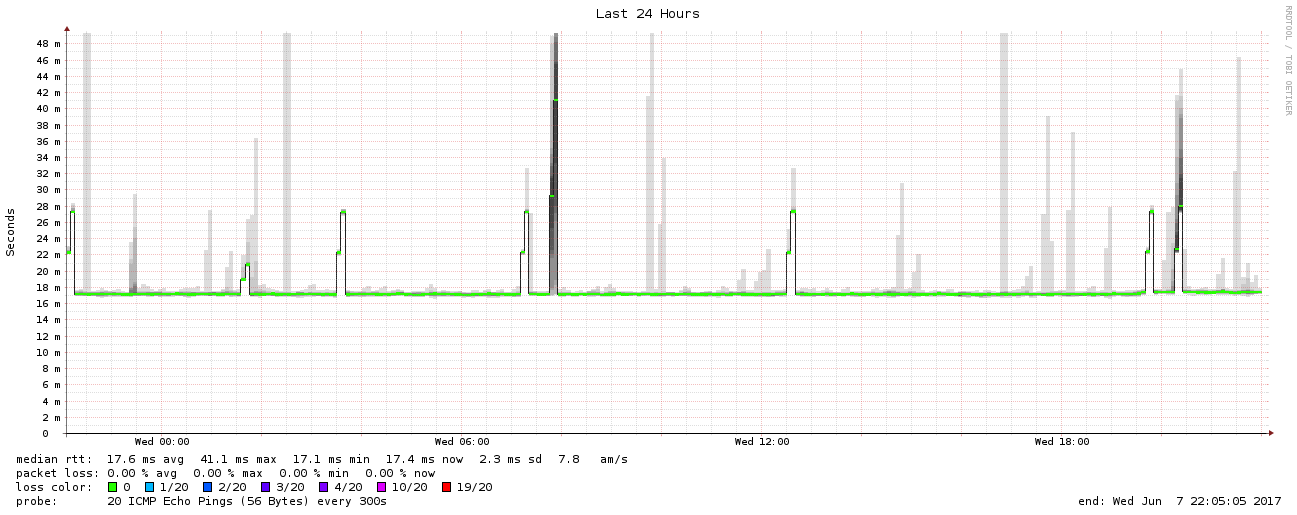 Last 24 Hours
RRDTOOL / TOBI OETIKER
Seconds
48 m
46 m
44 m
42 m
40 m
38 m
36 m
34 m
32 m
30 m
28 m
26 m
24 m
22 m
20 m
18 m
16 m
14 m
12 m
10 m
8 m
6 m
4 m
2 m
0
Wed 00:00 Wed 06:00 Wed 12:00 Wed 18:00
median rtt: 17.6 ms avg 41.1 ms max 17.1 ms min 17.4 ms now 2.3 ms sd 7.8 am/s
packet loss: 0.00 % avg 0.00 % max 0.00 % min 0.00 % now
loss color: 0 1/20 2/20 3/20 4/20 10/20 19/20
probe: 20 ICMP Echo Pings (56 Bytes) every 300s
end: Wed Jun 7 22:05:05 2017